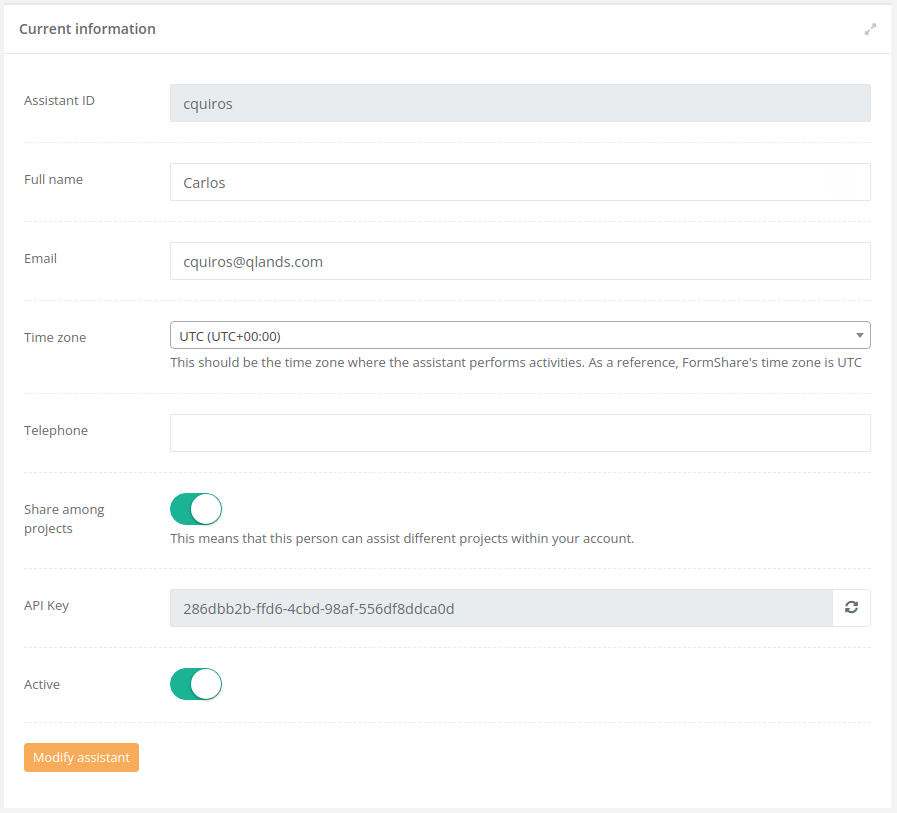 Current information
Assistant ID
cquiros
Full name
Carlos
Email
cquiros@qlands.com
Time zone
UTC (UTC+00:00)
This should be the time zone where the assistant performs activities. As a reference, FormShare's time zone is UTC
Telephone
Share among
projects
This means that this person can assist different projects within your account.
API Key
286dbb2b-ffd6-4cbd-98af-556df8ddca0d
Active
Modify assistant